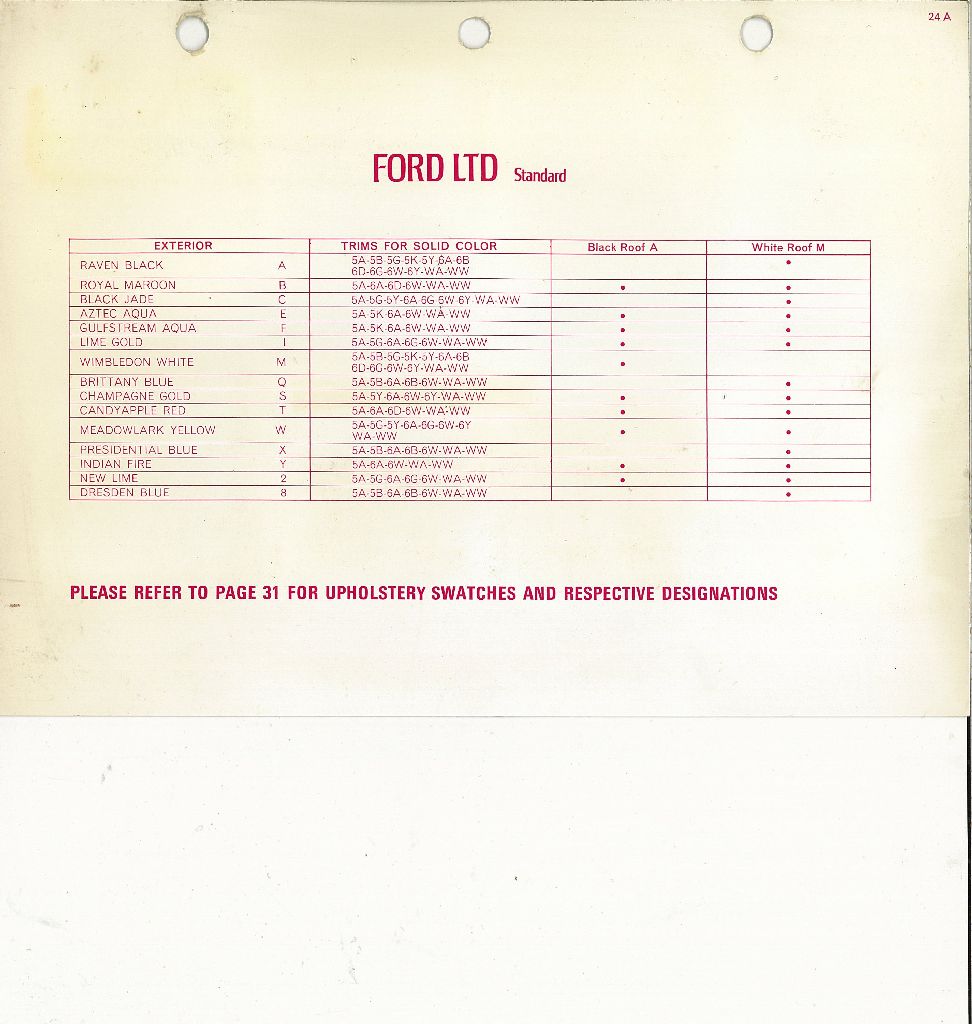 24 A
FORD LTD Standard
EXTERIOR TRIMS FOR SOLID COLOR Black Roof A White Roof M
RAVEN BLACK A 5A-5B-5G-5K-5Y-6A-6B •
6D-6G-6W-6Y-WA-WW
ROYAL MAROON B 5A-6A-6D-6W-WA-WW • •
BLACK JADE C 5A-5G-5Y-6A-6G-6W-6Y-WA-WW •
AZTEC AQUA E 5A-5K-6A-6W-WA-WW • •
GULFSTREAM AQUA F 5A-5K-6A-6W-WA-WW • •
LIME GOLD I 5A-5G-6A-6G-6W-WA-WW • •
WIMBLEDON WHITE M 5A-5B-5G-5K-5Y-6A-6B •
6D-6G-6W-6Y-WA-WW
BRITTANY BLUE Q 5A-5B-6A-6B-6W-WA-WW •
CHAMPAGNE GOLD S 5A-5Y-6A-6W-6Y-WA-WW • •
CANDYAPPLE RED T 5A-6A-6D-6W-WA-WW • •
MEADOWLARK YELLOW W 5A-5G-5Y-6A-6G-6W-6Y • •
WA-WW
PRESIDENTIAL BLUE X 5A-5B-6A-6B-6W-WA-WW •
INDIAN FIRE Y 5A-6A-6W-WA-WW • •
NEW LIME 2 5A-5G-6A-6G-6W-WA-WW • •
DRESDEN BLUE 8 5A-5B-6A-6B-6W-WA-WW •
PLEASE REFER TO PAGE 31 FOR UPHOLSTERY SWATCHES AND RESPECTIVE DESIGNATIONS